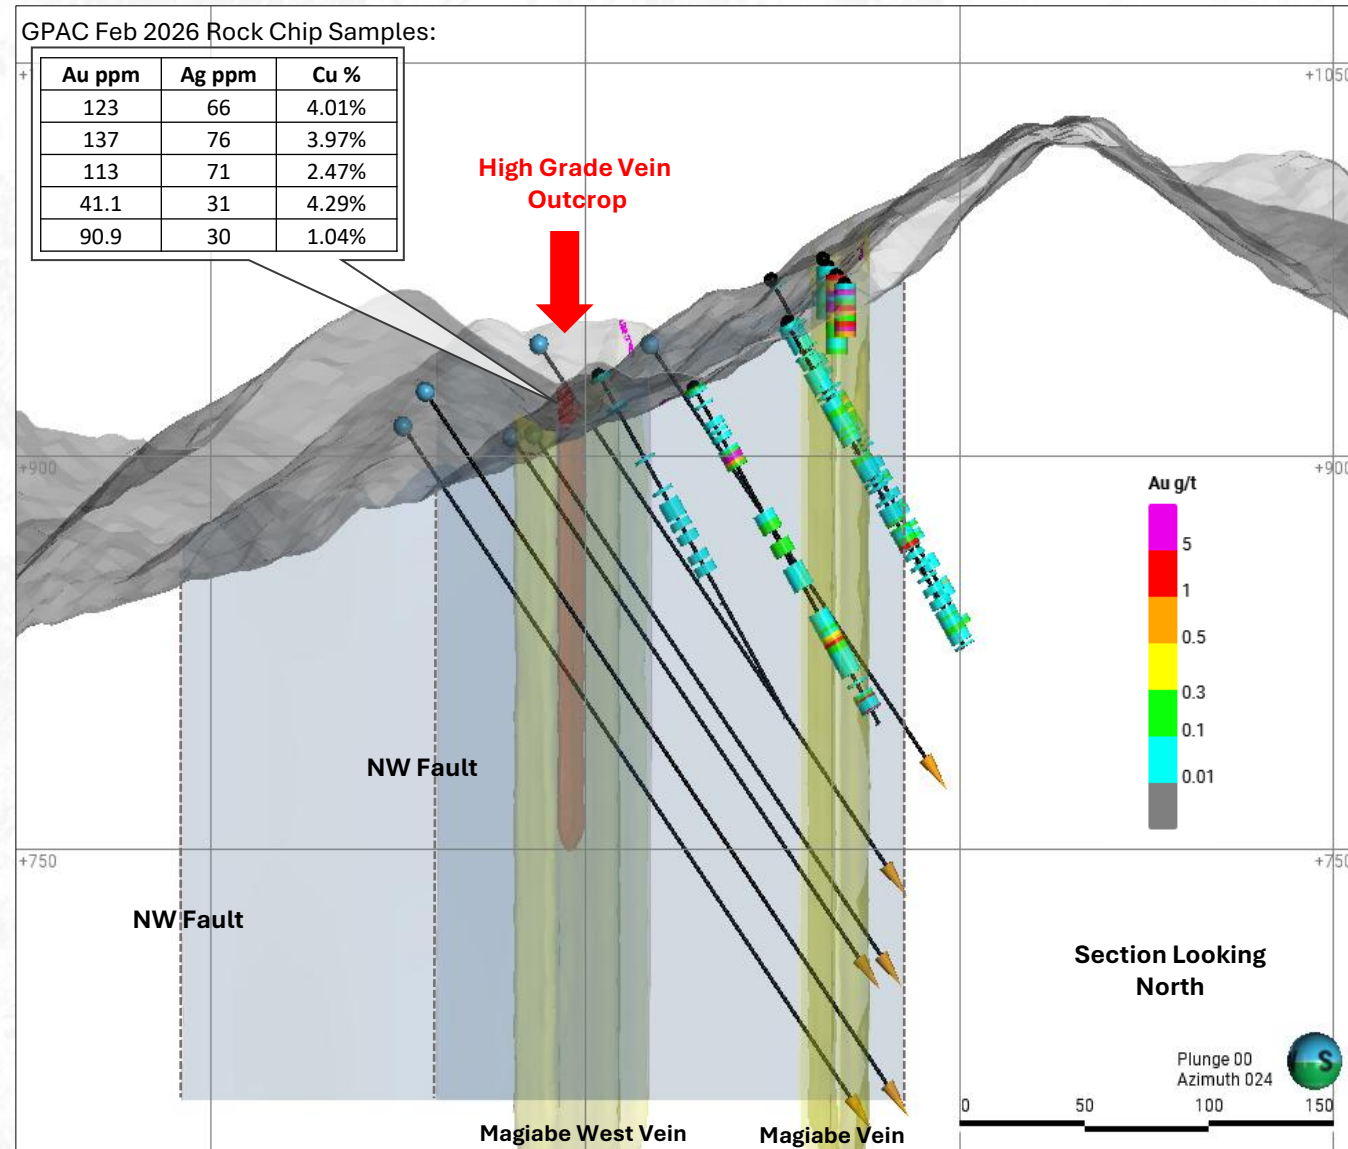 GPAC Feb 2026 Rock Chip Samples:
Au ppm Ag ppm Cu %
123 66 4.01%
137 76 3.97%
113 71 2.47%
41.1 31 4.29%
90.9 30 1.04%
+1050
High Grade Vein
Outcrop
+900
+900
Au g/t
5
1
0.5
0.3
0.1
0.01
NW Fault
+750
+750
NW Fault
Section Looking
North
Plunge 00
Azimuth 024
S
0 50 100 150
Magiabe West Vein
Magiabe Vein